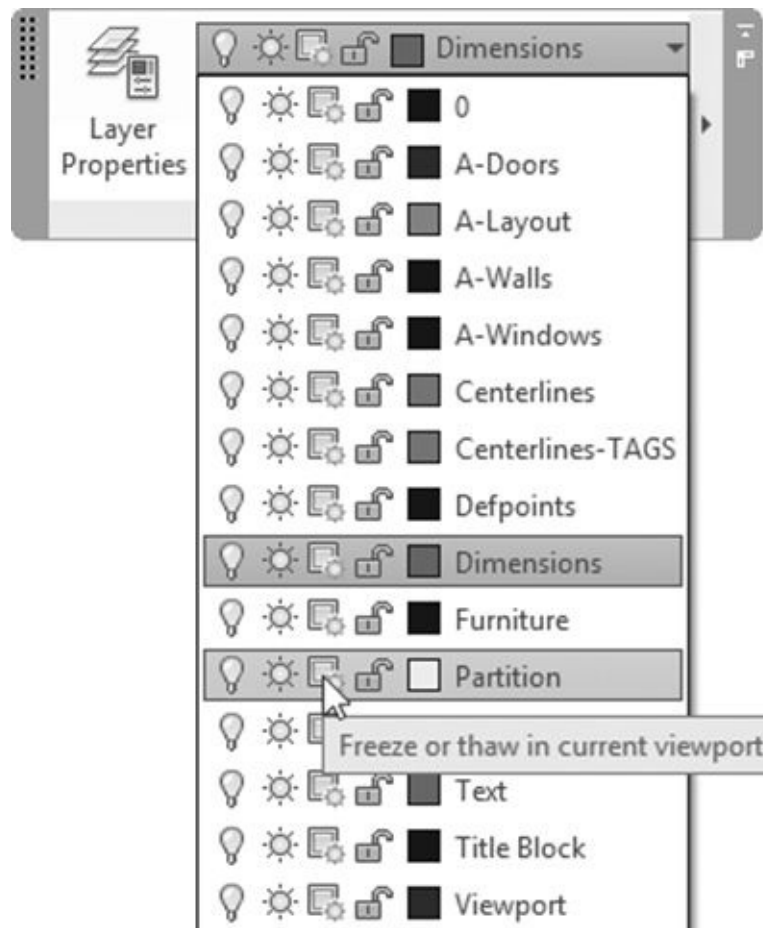 Layer
Properties
Dimensions
0
A-Doors
A-Layout
A-Walls
A-Windows
Centerlines
Centerlines-TAGS
Defpoints
Dimensions
Furniture
Partition
Freeze or thaw in current viewport
Text
Title Block
Viewport